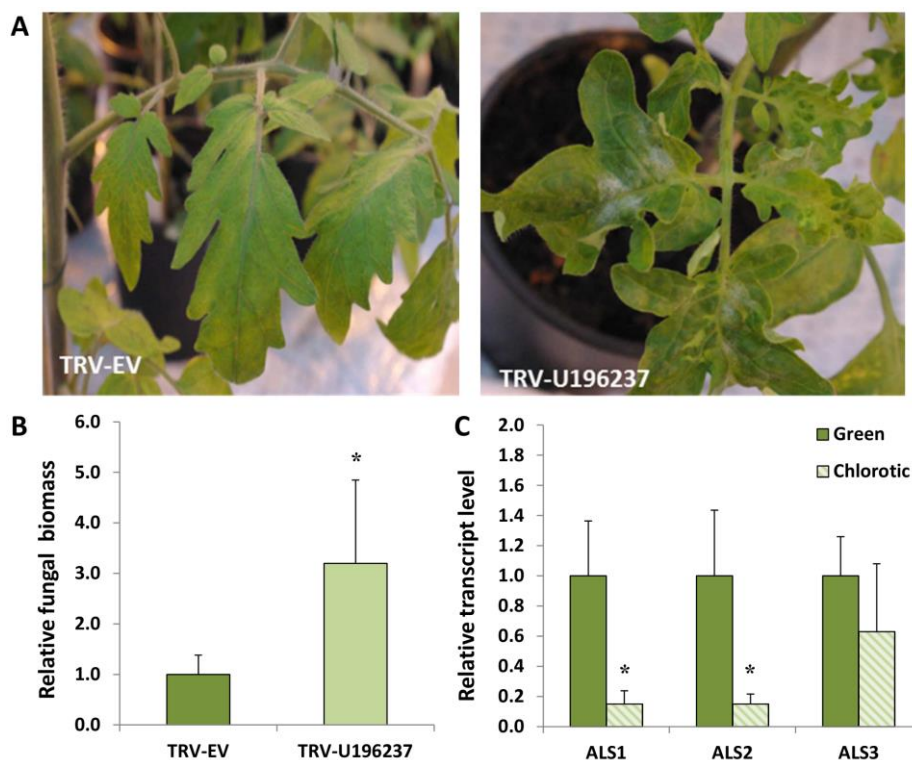 A
TRV-EV
TRV-U196237
B
Relative fungal biomass
6.0
5.0
4.0
3.0
2.0
1.0
0.0
*
TRV-EV
TRV-U196237
C
Relative transcript level
2.0
1.8
1.6
1.4
1.2
1.0
0.8
0.6
0.4
0.2
0.0
Green
Chlorotic
*
*
ALS1
ALS2
ALS3